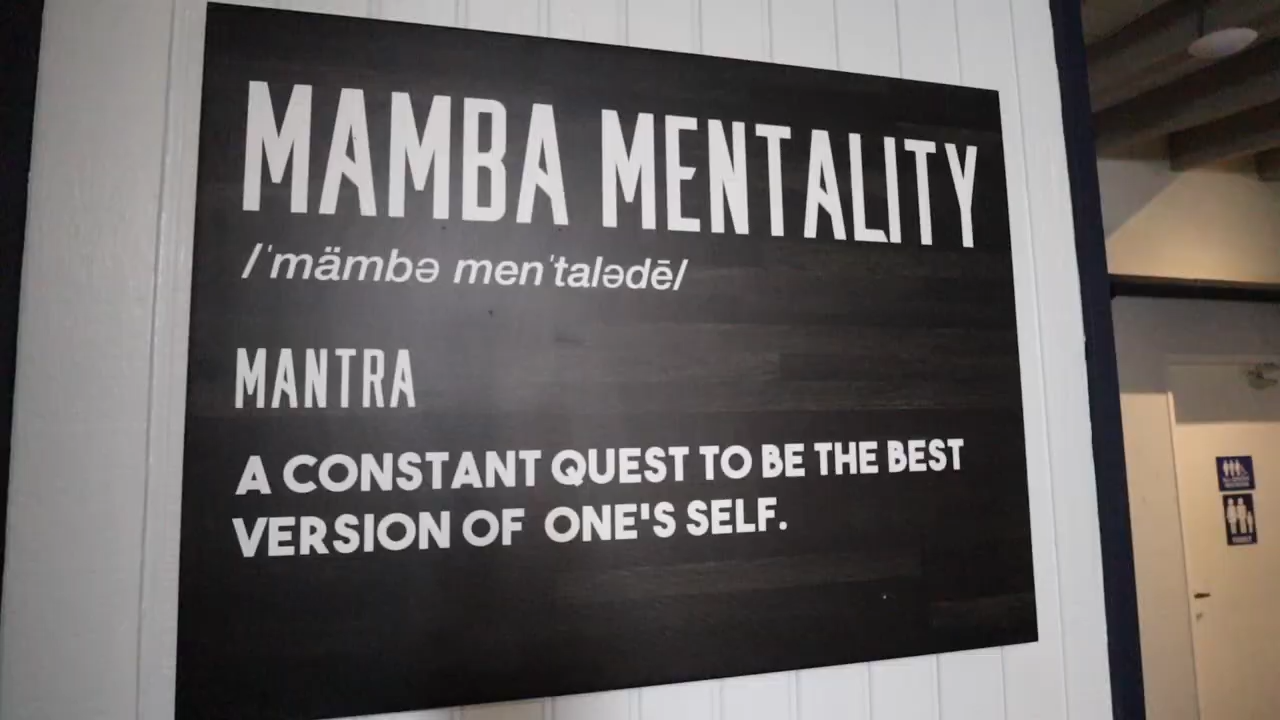 MAMBA MENTALITY
/ˈmämbə menˈtalədē/
MANTRA
A CONSTANT QUEST TO BE THE BEST
VERSION OF ONE'S SELF.